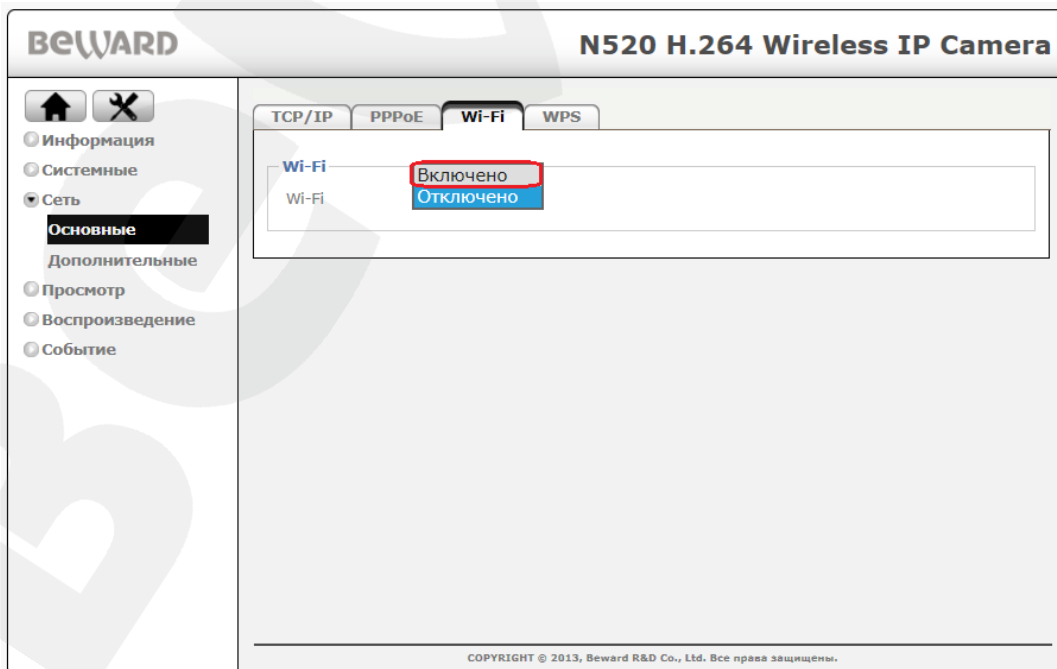 BEWARD
N520 H.264 Wireless IP Camera
Информация
Системные
Сеть
Основные
Дополнительные
Просмотр
Воспроизведение
Событие
TCP/IP PPPoE Wi-Fi WPS
Wi-Fi
Включено
Wi-Fi Отключено
COPYRIGHT © 2013, Beward R&D Co., Ltd. Все права защищены.